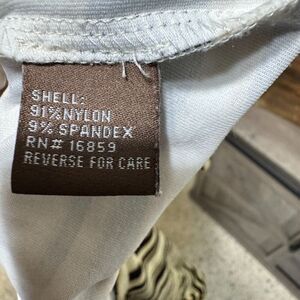 SHELL:
91% NYLON
9% SPANDEX
RN# 16859
REVERSE FOR CARE